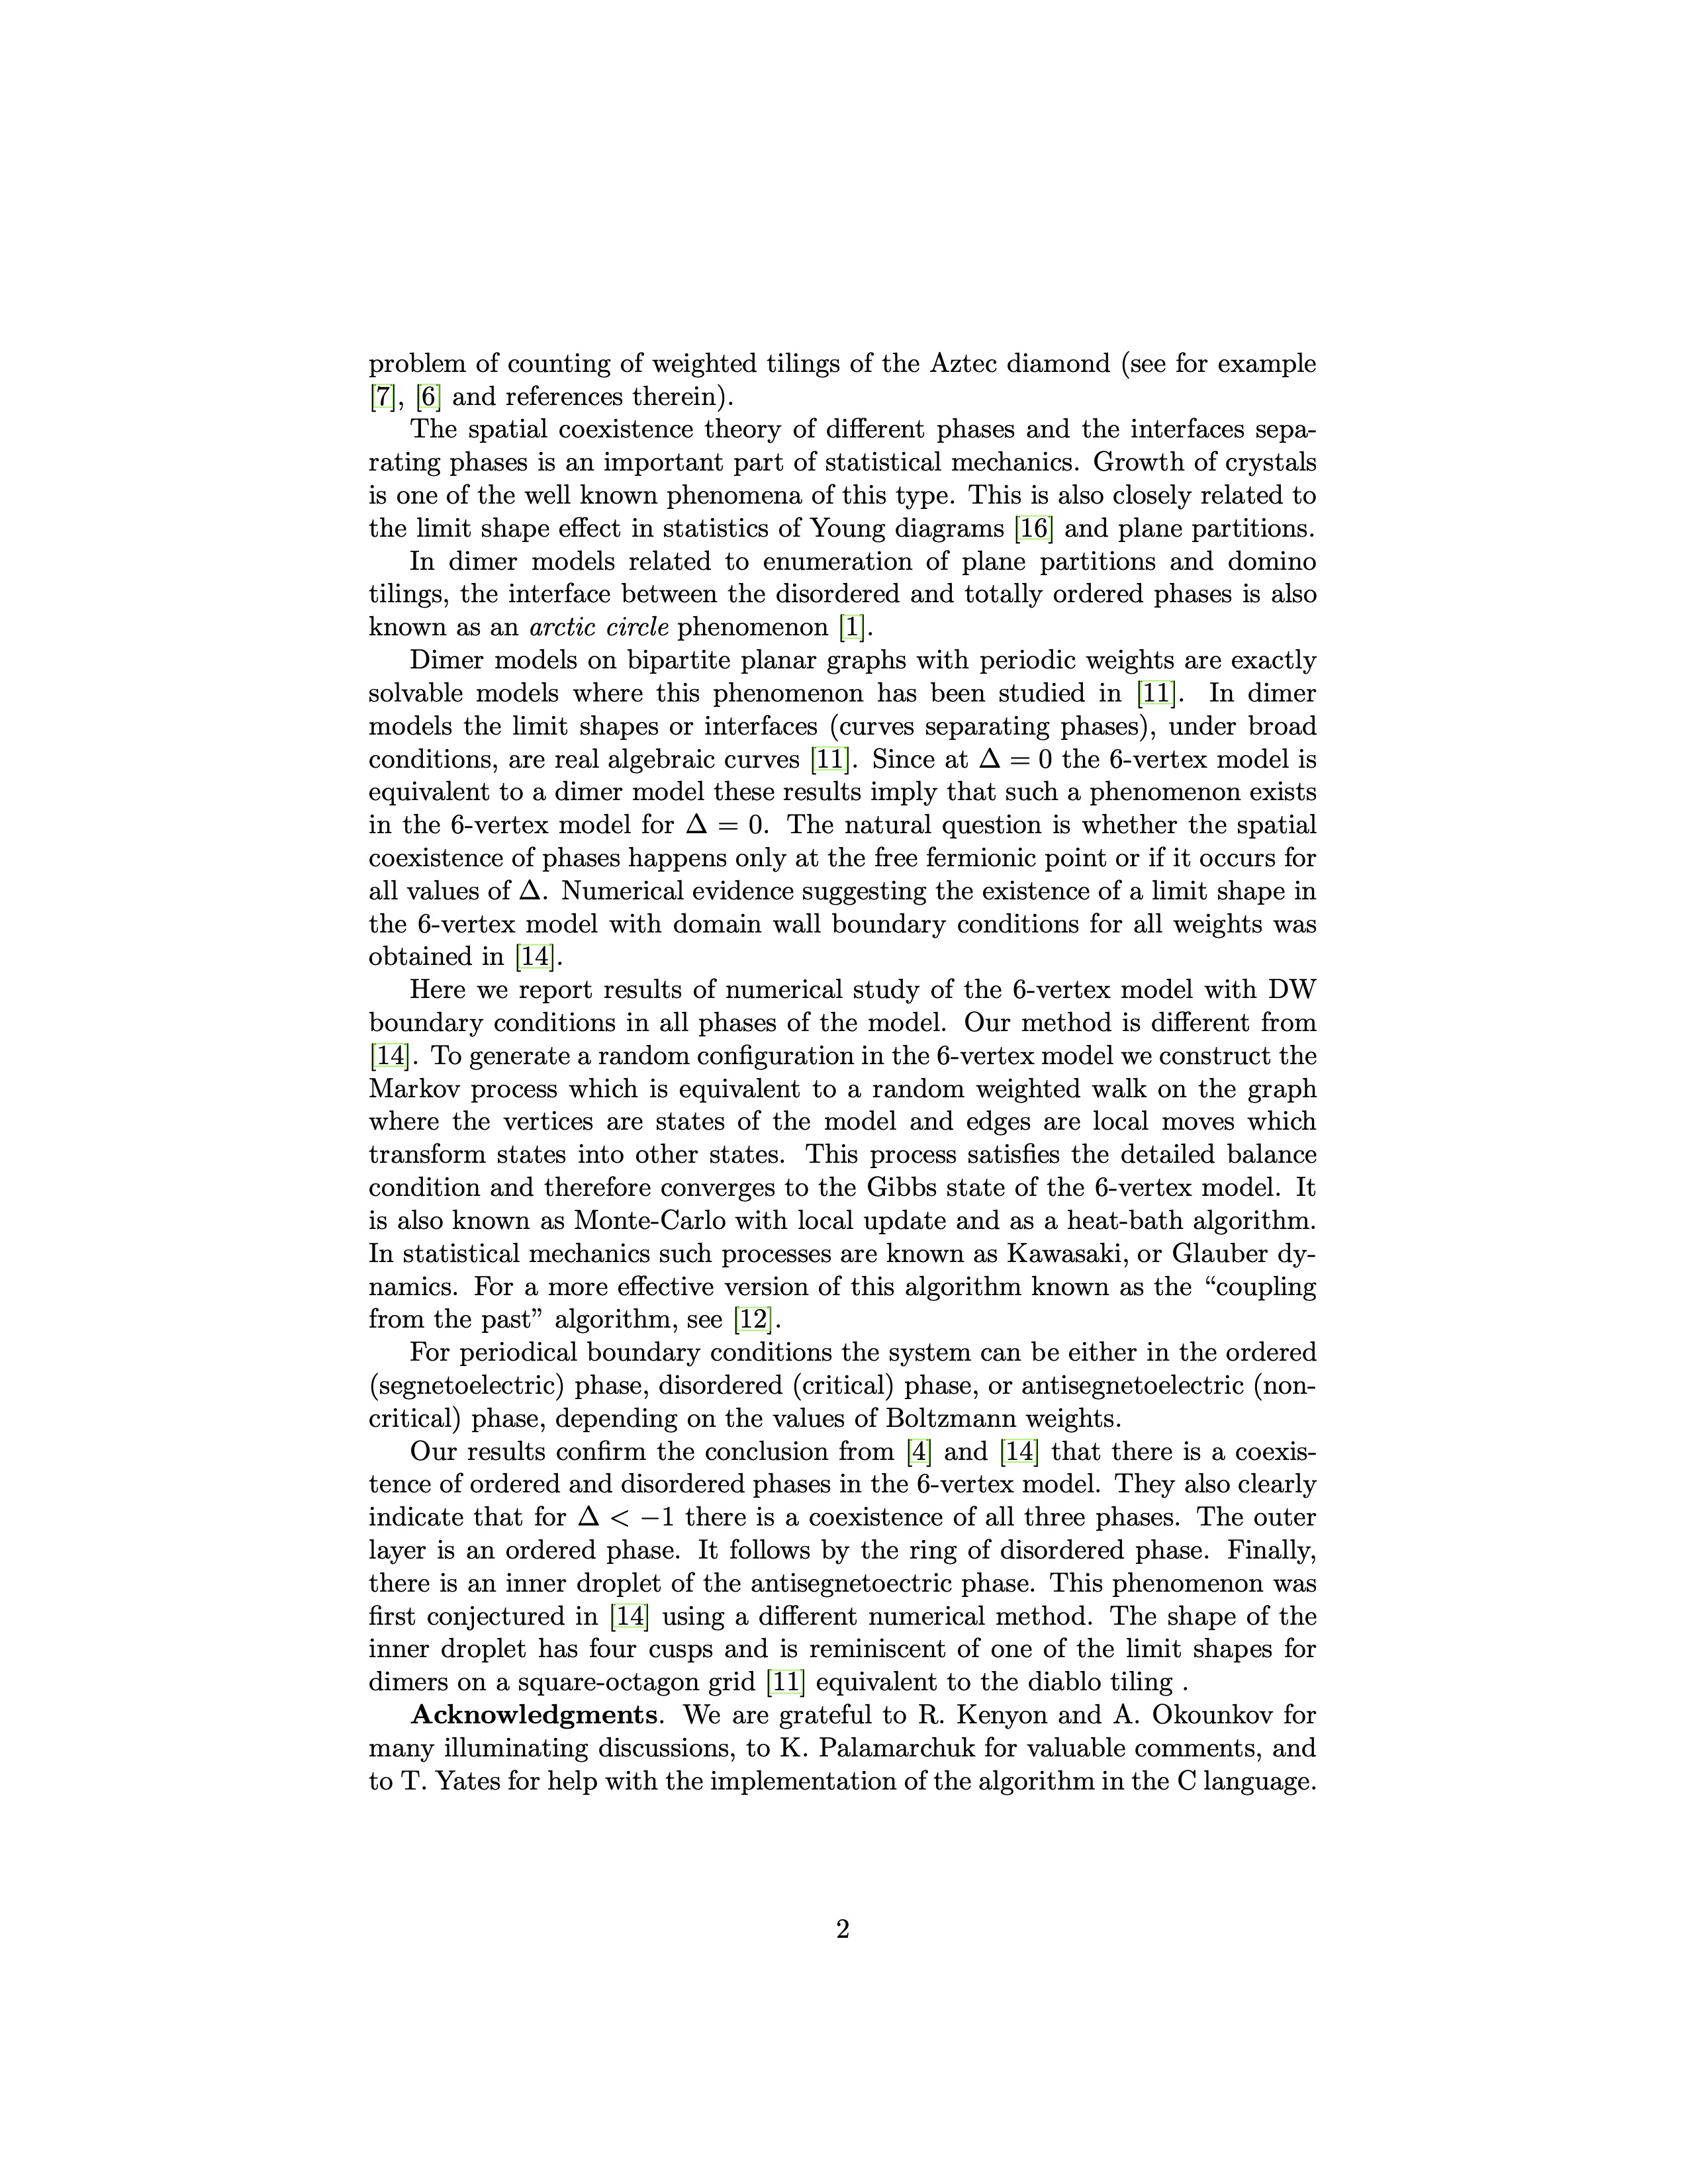 problem of counting of weighted tilings of the Aztec diamond (see for example
[7], [6] and references therein).
The spatial coexistence theory of different phases and the interfaces sepa-
rating phases is an important part of statistical mechanics. Growth of crystals
is one of the well known phenomena of this type. This is also closely related to
the limit shape effect in statistics of Young diagrams [16] and plane partitions.
In dimer models related to enumeration of plane partitions and domino
tilings, the interface between the disordered and totally ordered phases is also
known as an arctic circle phenomenon [1].
Dimer models on bipartite planar graphs with periodic weights are exactly
solvable models where this phenomenon has been studied in [11]. In dimer
models the limit shapes or interfaces (curves separating phases), under broad
conditions, are real algebraic curves [11]. Since at Δ = 0 the 6-vertex model is
equivalent to a dimer model these results imply that such a phenomenon exists
in the 6-vertex model for Δ = 0. The natural question is whether the spatial
coexistence of phases happens only at the free fermionic point or if it occurs for
all values of Δ. Numerical evidence suggesting the existence of a limit shape in
the 6-vertex model with domain wall boundary conditions for all weights was
obtained in [14].
Here we report results of numerical study of the 6-vertex model with DW
boundary conditions in all phases of the model. Our method is different from
[14]. To generate a random configuration in the 6-vertex model we construct the
Markov process which is equivalent to a random weighted walk on the graph
where the vertices are states of the model and edges are local moves which
transform states into other states. This process satisfies the detailed balance
condition and therefore converges to the Gibbs state of the 6-vertex model. It
is also known as Monte-Carlo with local update and as a heat-bath algorithm.
In statistical mechanics such processes are known as Kawasaki, or Glauber dy-
namics. For a more effective version of this algorithm known as the “coupling
from the past” algorithm, see [12].
For periodical boundary conditions the system can be either in the ordered
(segnetoelectric) phase, disordered (critical) phase, or antisegnetoelectric (non-
critical) phase, depending on the values of Boltzmann weights.
Our results confirm the conclusion from [4] and [14] that there is a coexis-
tence of ordered and disordered phases in the 6-vertex model. They also clearly
indicate that for Δ < −1 there is a coexistence of all three phases. The outer
layer is an ordered phase. It follows by the ring of disordered phase. Finally,
there is an inner droplet of the antisegnetoectric phase. This phenomenon was
first conjectured in [14] using a different numerical method. The shape of the
inner droplet has four cusps and is reminiscent of one of the limit shapes for
dimers on a square-octagon grid [11] equivalent to the diablo tiling .
Acknowledgments. We are grateful to R. Kenyon and A. Okounkov for
many illuminating discussions, to K. Palamarchuk for valuable comments, and
to T. Yates for help with the implementation of the algorithm in the C language.
2